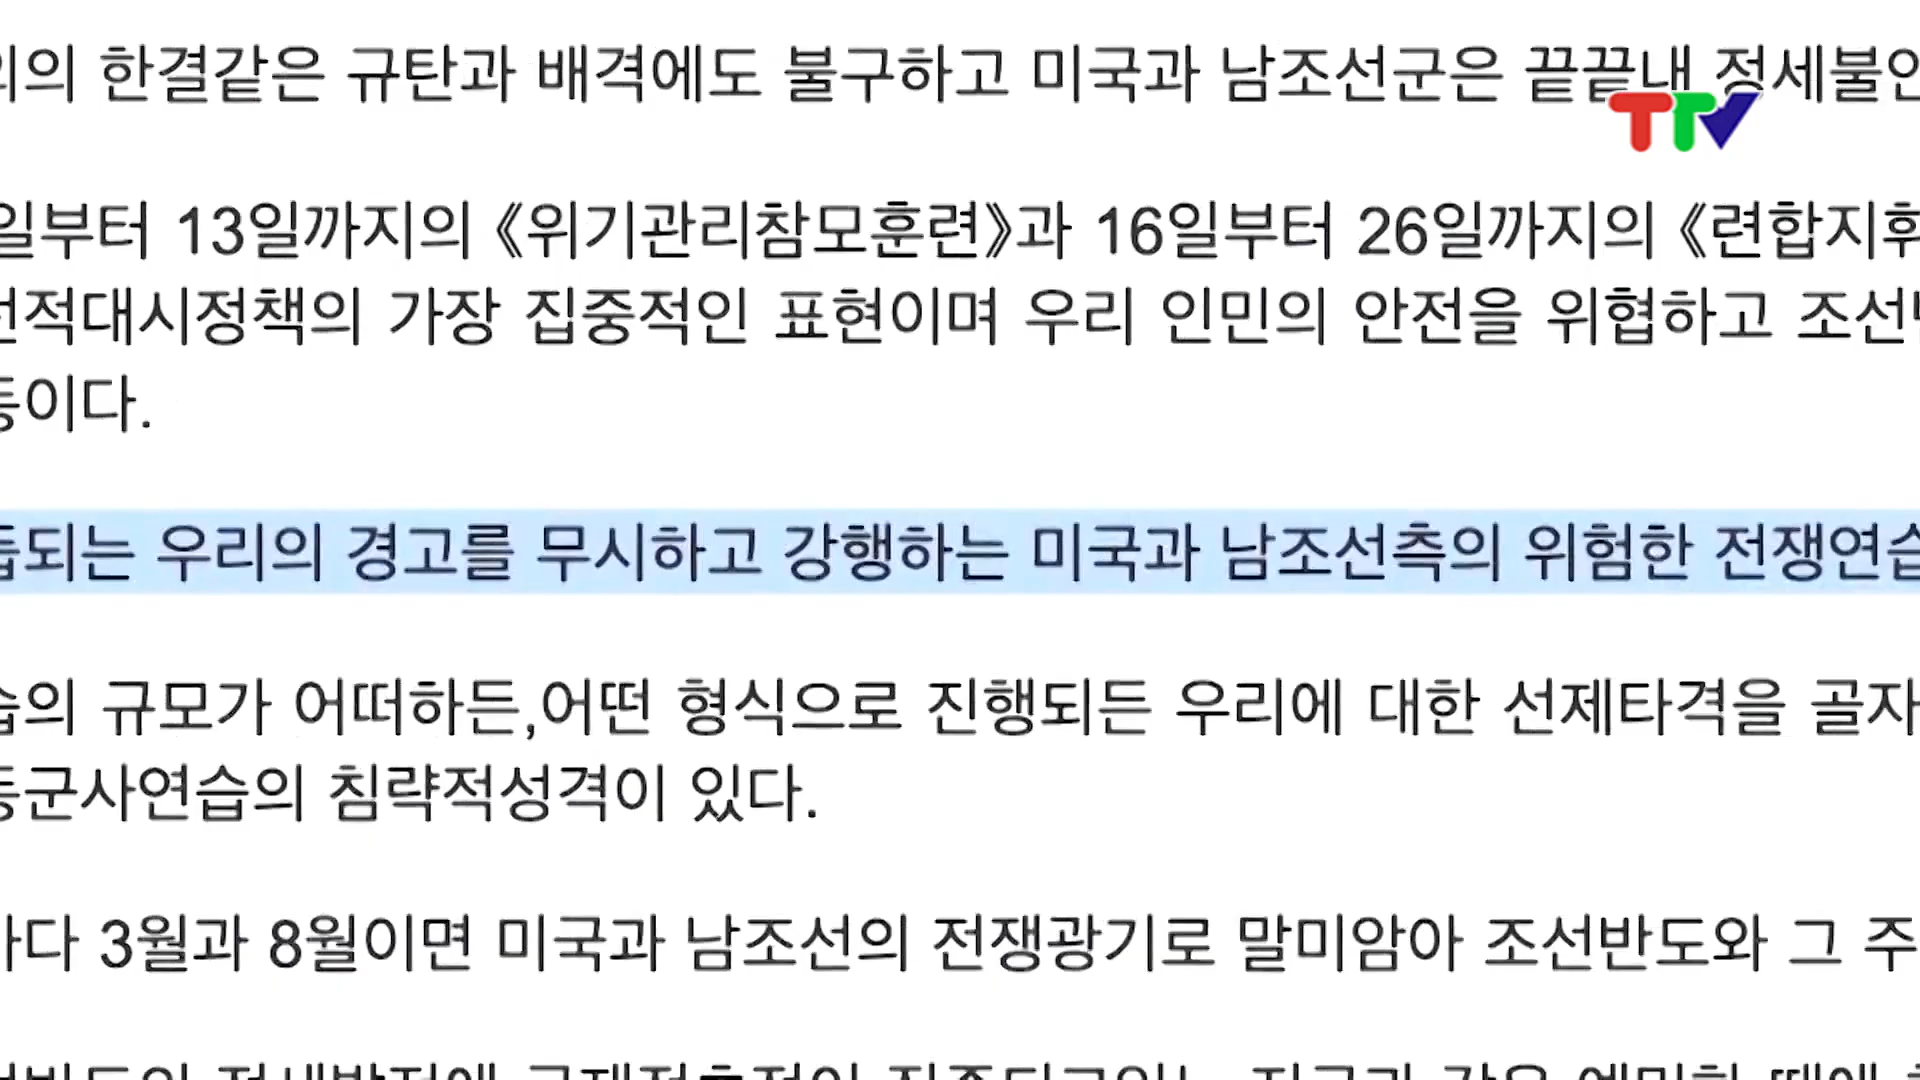 의 한결같은 규탄과 배격에도 불구하고 미국과 남조선군은 끝끝내 정세불
TTV
일부터 13일까지의 《위기관리참모훈련》과 16일부터 26일까지의 《련합지휘
적대시정책의 가장 집중적인 표현이며 우리 인민의 안전을 위협하고 조선
이다.
되는 우리의 경고를 무시하고 강행하는 미국과 남조선측의 위험한 전쟁연습
습의 규모가 어떠하든,어떤 형식으로 진행되든 우리에 대한 선제타격을 골자
군사연습의 침략적성격이 있다.
다 3월과 8월이면 미국과 남조선의 전쟁광기로 말미암아 조선반도와 그 주